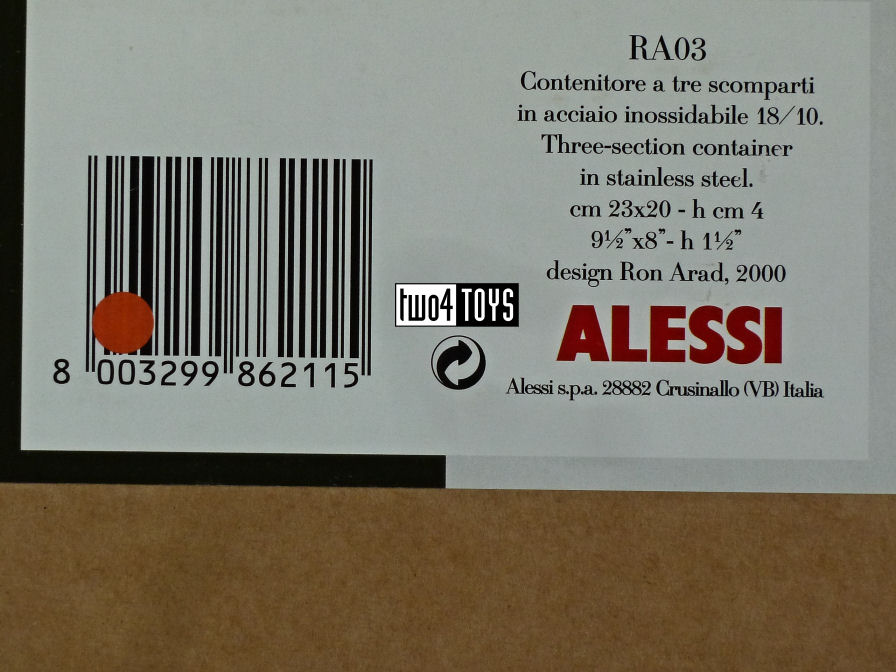 RA03
Contenitore a tre scomparti
in acciaio inossidabile 18/10.
Three-section container
in stainless steel.
cm 23x20 - h cm 4
9½"x8"- h 1½"
design Ron Arad, 2000
two4TOYS
ALESSI
8 003299 862115
Alessi s.p.a. 28882 Crusinallo (VB) Italia